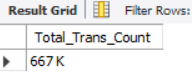 Result Grid Filter Rows:
Total_Trans_Count
667 K